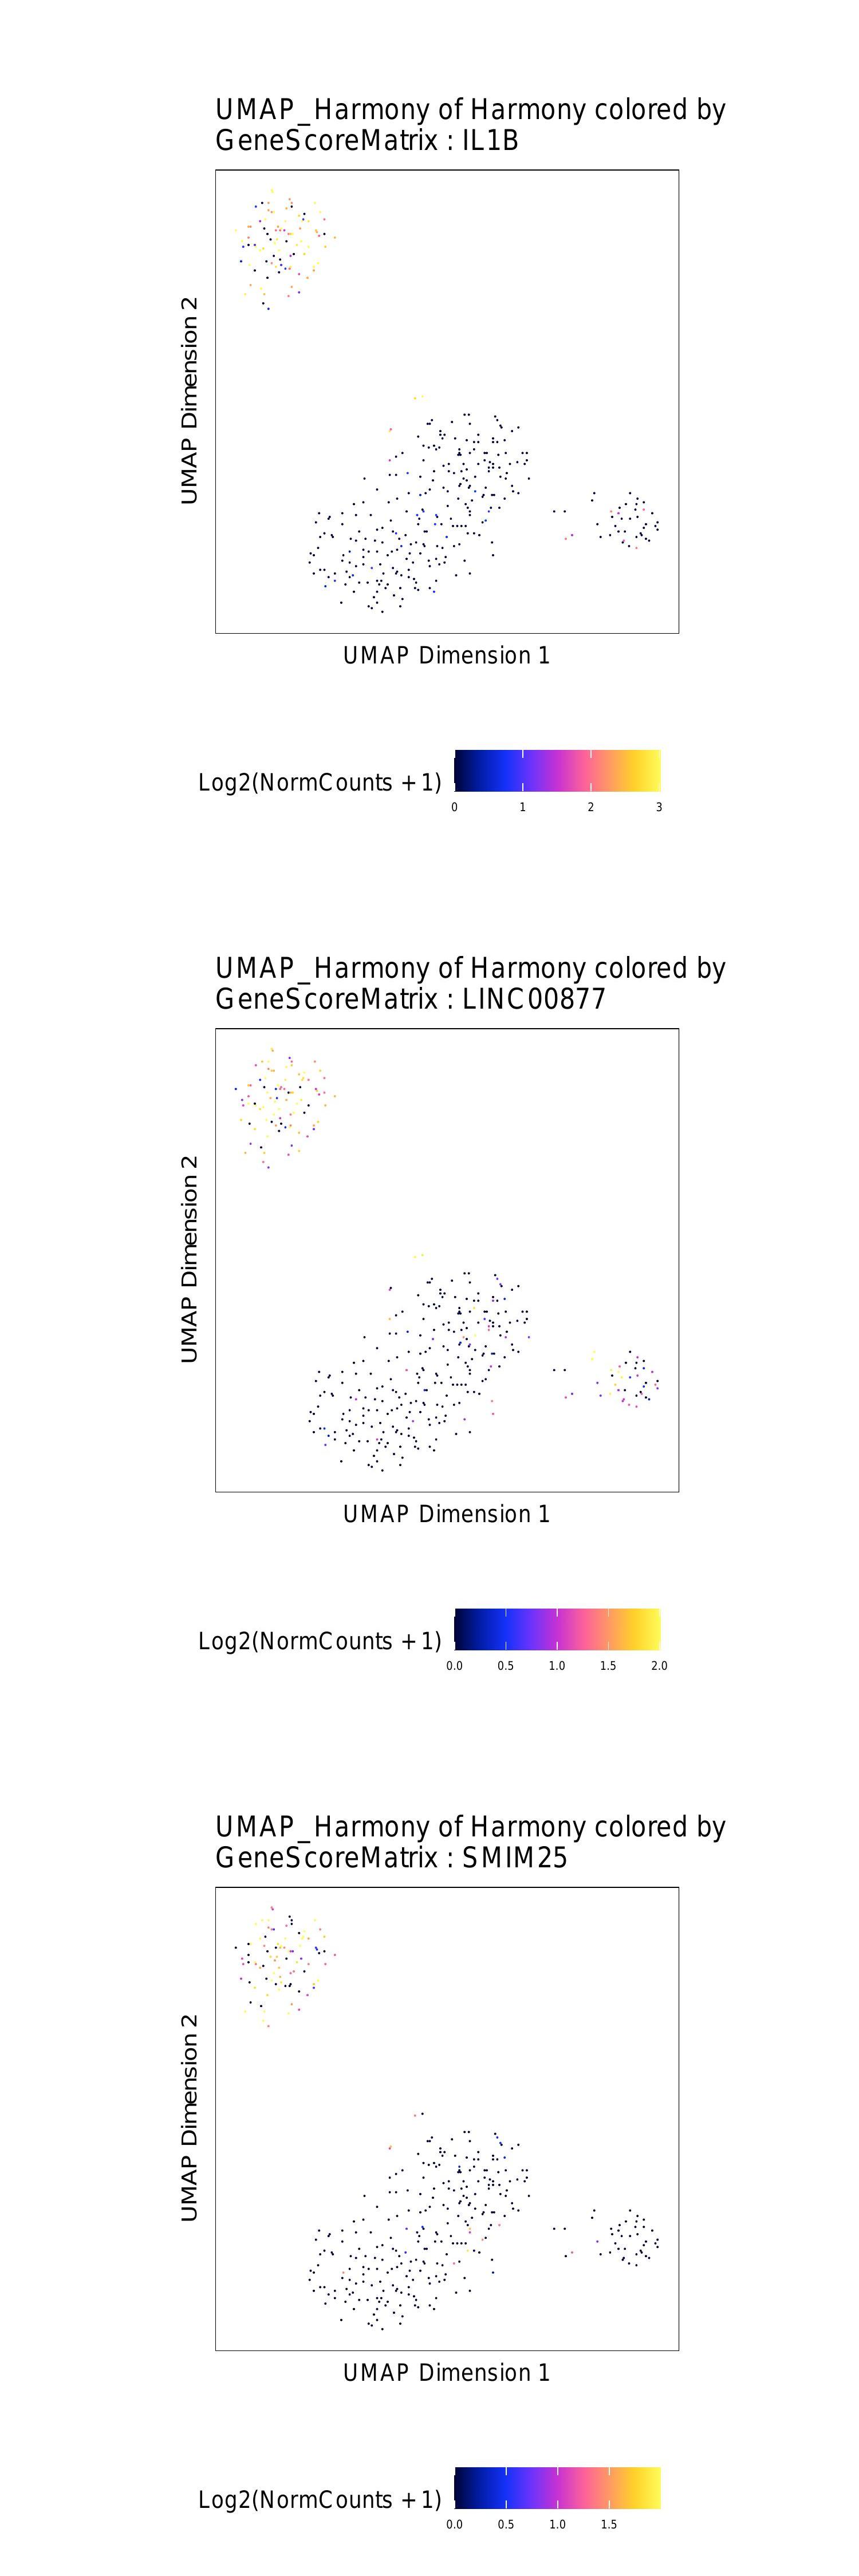 UMAP_Harmony of Harmony colored by
GeneScoreMatrix : IL1B
UMAP Dimension 2
UMAP Dimension 1
Log2(NormCounts +1)
0 1 2 3
UMAP_Harmony of Harmony colored by
GeneScoreMatrix : LINC00877
UMAP Dimension 2
UMAP Dimension 1
Log2(NormCounts +1)
0.0 0.5 1.0 1.5 2.0
UMAP_Harmony of Harmony colored by
GeneScoreMatrix : SMIM25
UMAP Dimension 2
UMAP Dimension 1
Log2(NormCounts +1)
0.0 0.5 1.0 1.5